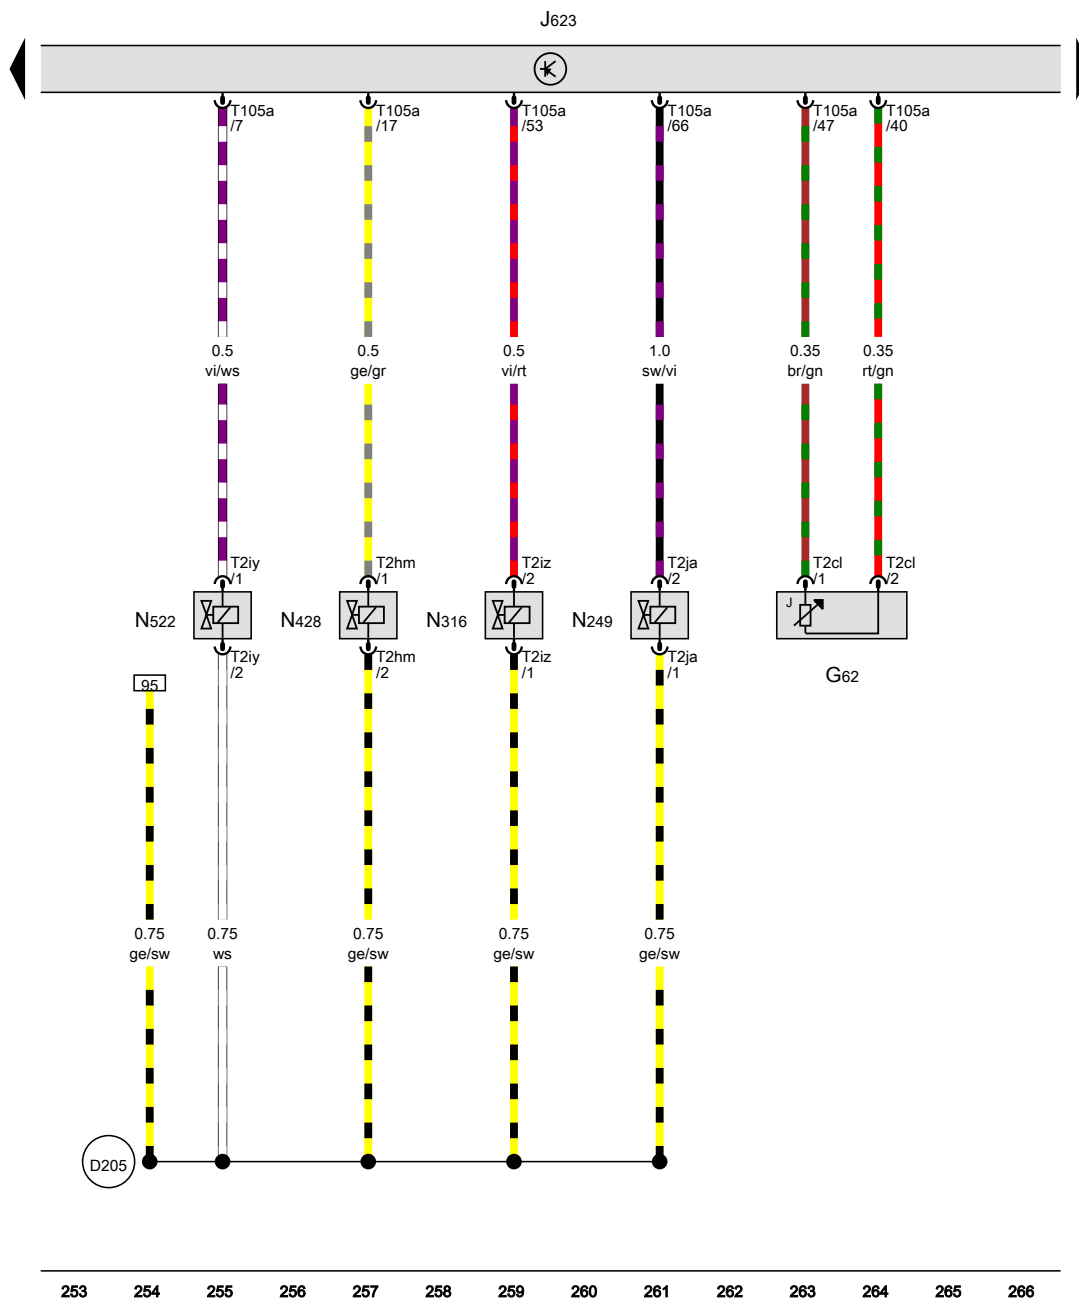 J623
T105a T105a T105a T105a T105a T105a
/7 /17 /53 /66 /47 /40
0.5 0.5 0.5 1.0 0.35 0.35
vi/ws ge/gr vi/rt sw/vi br/gn rt/gn
T2iy T2hm T2iz T2ja T2cl T2cl
/1 /1 /2 /2 /1 /2
J
N522 N428 N316 N249
T2iy T2hm T2iz T2ja
/2 /2 /1 /1
G62
95
0.75 0.75 0.75 0.75 0.75
ge/sw ws ge/sw ge/sw ge/sw
D205
253 254 255 256 257 258 259 260 261 262 263 264 265 266